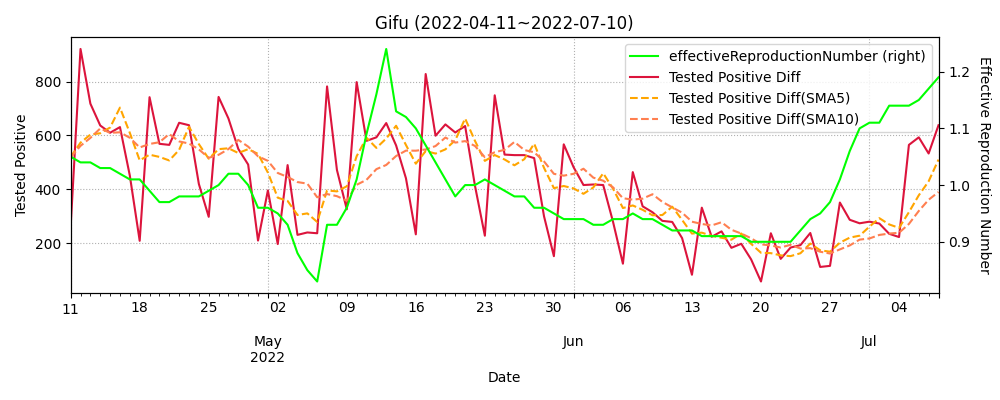 Gifu (2022-04-11~2022-07-10)
effectiveReproductionNumber (right)
Tested Positive Diff
Tested Positive Diff(SMA5)
Tested Positive Diff(SMA10)
Tested Positive
800
600
400
200
1.2
1.1
1.0
0.9
Effective Reproduction Number
11 18 25 02 09 16 23 30 06 13 20 27 04
May Jun Jul
2022
Date